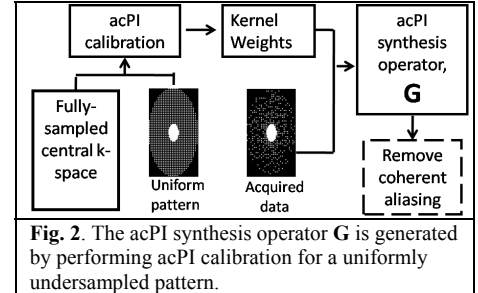 acPI
calibration
Kernel
Weights
acPI
synthesis
operator,
G
Fully-
sampled
central k-
space
Uniform
pattern
Acquired
data
Remove
coherent
aliasing
Fig. 2. The acPI synthesis operator G is generated
by performing acPI calibration for a uniformly
undersampled pattern.